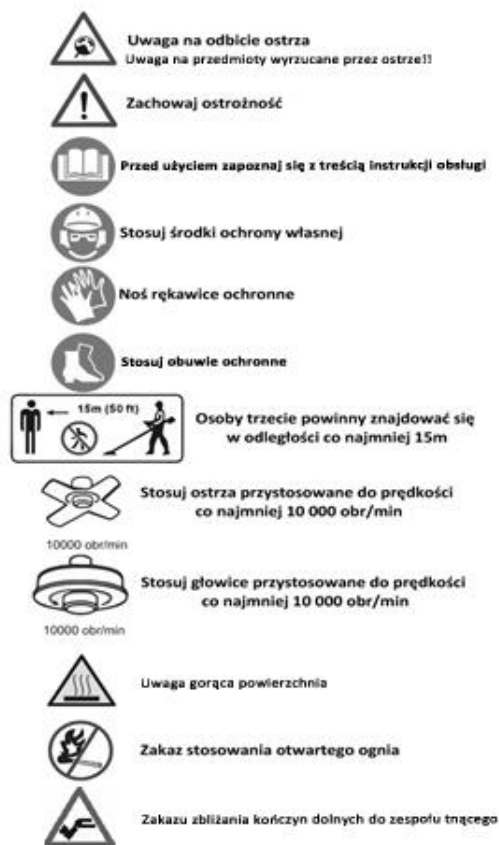 Uwaga na odbicie ostrza
Uwaga na przedmioty wyrzucane przez ostrze!!
Zachowaj ostrożność
Przed użyciem zapoznaj się z treścią instrukcji obsługi
Stosuj środki ochrony własnej
Noś rękawice ochronne
Stosuj obuwie ochronne
15m (50 ft)
Osoby trzecie powinny znajdować się
w odległości co najmniej 15m
Stosuj ostrza przystosowane do prędkości
co najmniej 10 000 obr/min
10000 obr/min
Stosuj głowice przystosowane do prędkości
co najmniej 10 000 obr/min
10000 obr/min
Uwaga gorąca powierzchnia
Zakaz stosowania otwartego ognia
Zakazu zbliżania kończyn dolnych do zespołu tnącego